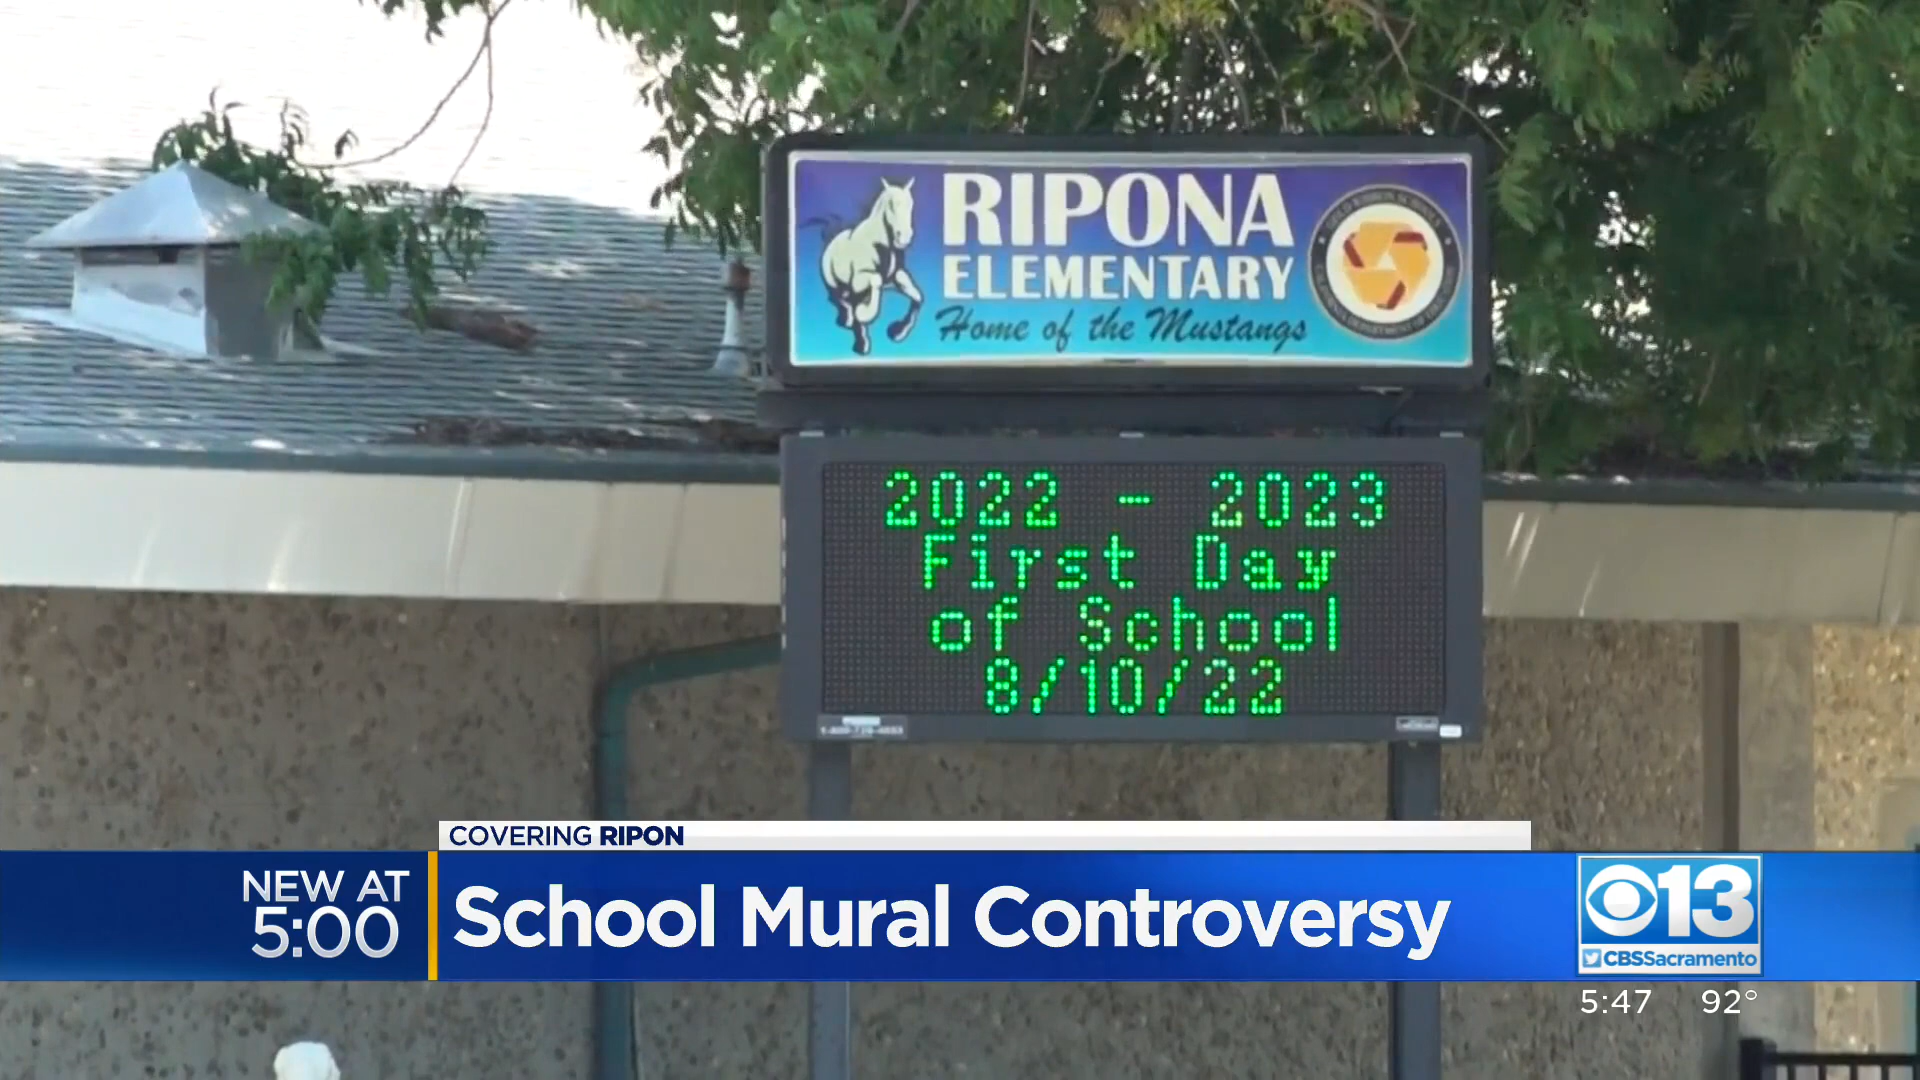 RIPONA
ELEMENTARY
Home of the Mustangs
2022 - 2023
First Day
of School
8/10/22
COVERING RIPON
NEW AT
5:00
School Mural Controversy
13
CBSSacramento
5:47 92°